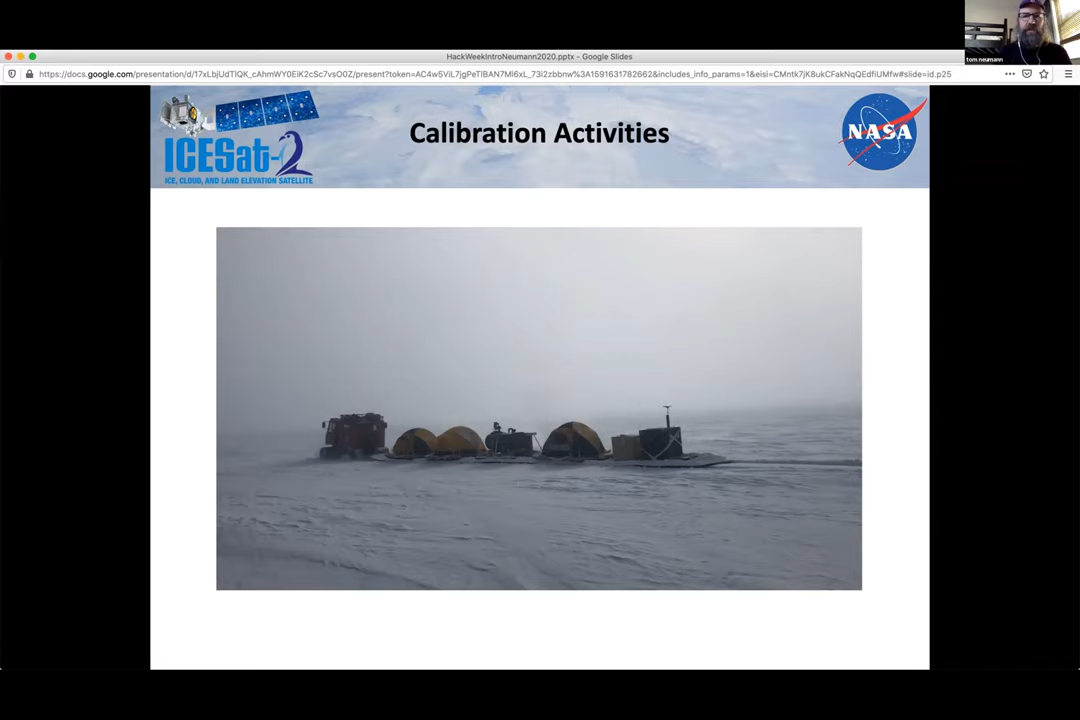 HackWeekIntroNeumann2020.pptx - Google Slides
tom neumann
Calibration Activities
ICESat-2
ICE, CLOUD, AND LAND ELEVATION SATELLITE
NASA